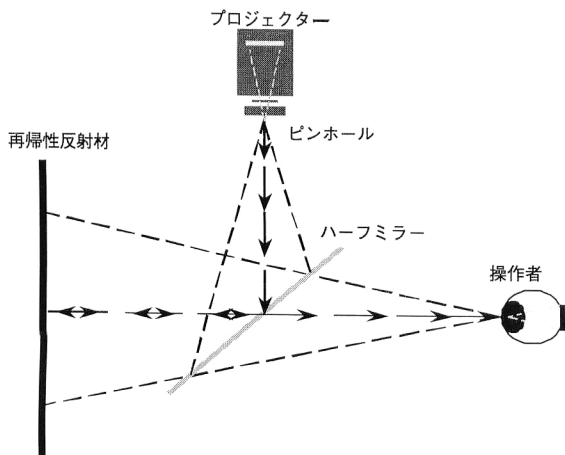 プロジェクター
ピンホール
再帰性反射材
ハーフミラー
操作者